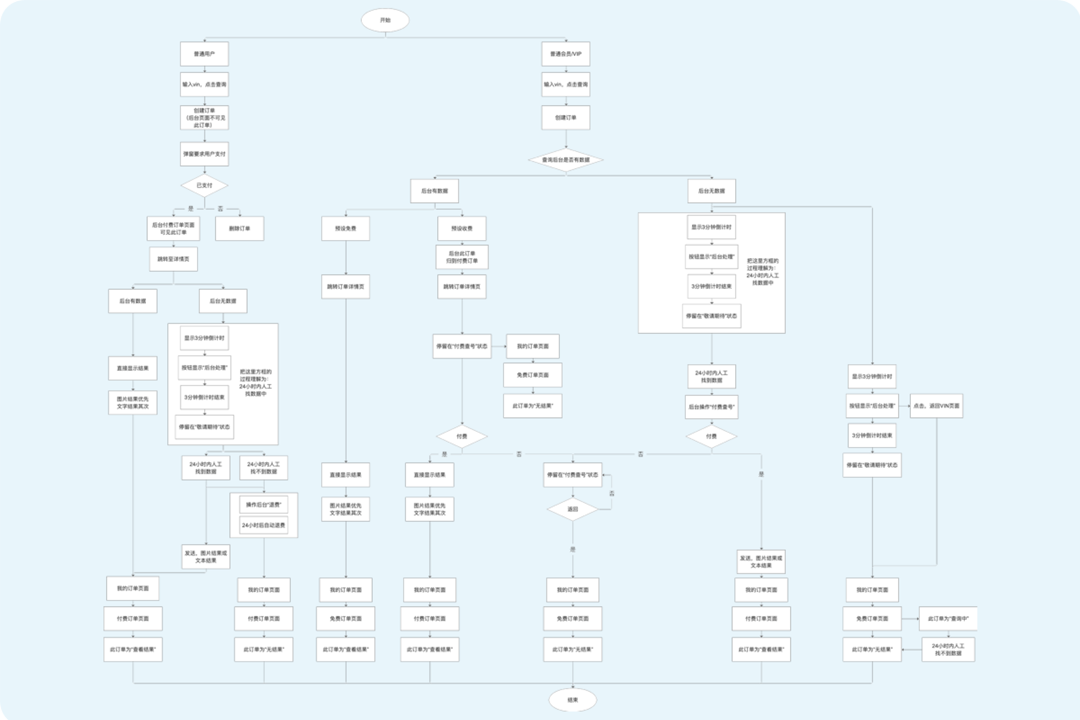 开始
普通用户
输入vin，点击查询
创建订单
（后台页面不可见
此订单）
弹窗要求用户支付
已支付
是
否
后台付费订单页面
可见此订单
删除订单
跳转至详情页
后台有数据
后台无数据
直接显示结果
图片结果优先
文字结果其次
显示3分钟倒计时
按钮显示“后台处理”
3分钟倒计时结束
停留在“敬请期待”状态
把这里方框的
过程理解为：
24小时内人工
找数据中
24小时内人工
找到数据
24小时内人工
找不到数据
操作后台“退费”
24小时后自动退费
发送，图片结果或
文本结果
我的订单页面
付费订单页面
此订单为“查看结果”
我的订单页面
付费订单页面
此订单为“无结果”
普通会员/VIP
输入vin，点击查询
创建订单
查询后台是否有数据
后台有数据
后台无数据
预设免费
跳转订单详情页
直接显示结果
图片结果优先
文字结果其次
我的订单页面
免费订单页面
此订单为“查看结果”
预设收费
后台此订单
归到付费订单
跳转订单详情页
停留在“付费查号”状态
我的订单页面
免费订单页面
此订单为“无结果”
付费
是
否
直接显示结果
图片结果优先
文字结果其次
我的订单页面
付费订单页面
此订单为“查看结果”
停留在“付费查号”状态
返回
否
是
我的订单页面
免费订单页面
此订单为“无结果”
显示3分钟倒计时
按钮显示“后台处理”
3分钟倒计时结束
停留在“敬请期待”状态
把这里方框的
过程理解为：
24小时内人工
找数据中
24小时内人工
找到数据
后台操作“付费查号”
付费
否
是
发送，图片结果或
文本结果
我的订单页面
付费订单页面
此订单为“查看结果”
显示3分钟倒计时
按钮显示“后台处理”
点击，返回VIN页面
3分钟倒计时结束
停留在“敬请期待”状态
我的订单页面
免费订单页面
此订单为“查询中”
此订单为“无结果”
24小时内人工
找不到数据
结束